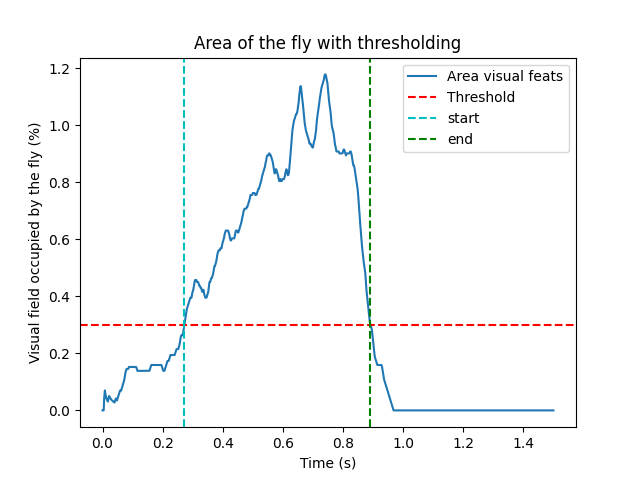 Area of the fly with thresholding
Visual field occupied by the fly (%)
1.2
1.0
0.8
0.6
0.4
0.2
0.0
Area visual feats
Threshold
start
end
0.0 0.2 0.4 0.6 0.8 1.0 1.2 1.4
Time (s)